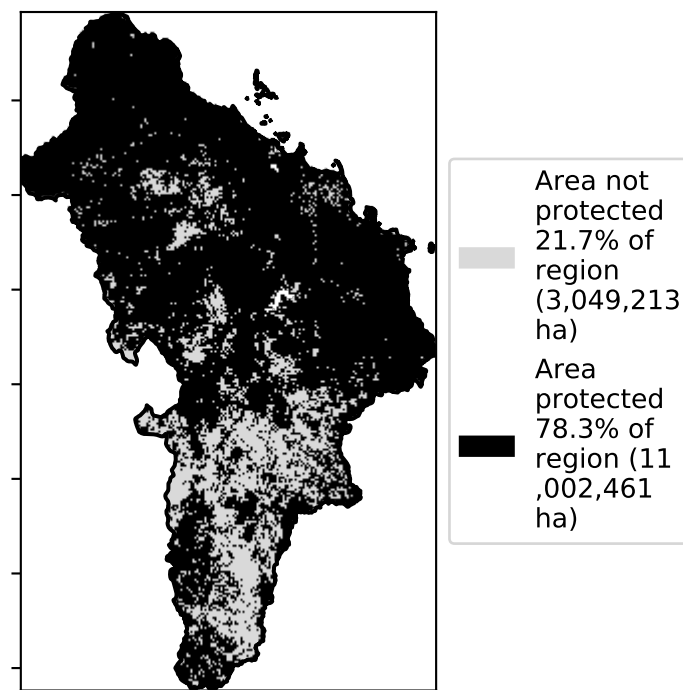 Area not
protected
21.7% of
region
(3,049,213
ha)
Area
protected
78.3% of
region (11
,002,461
ha)